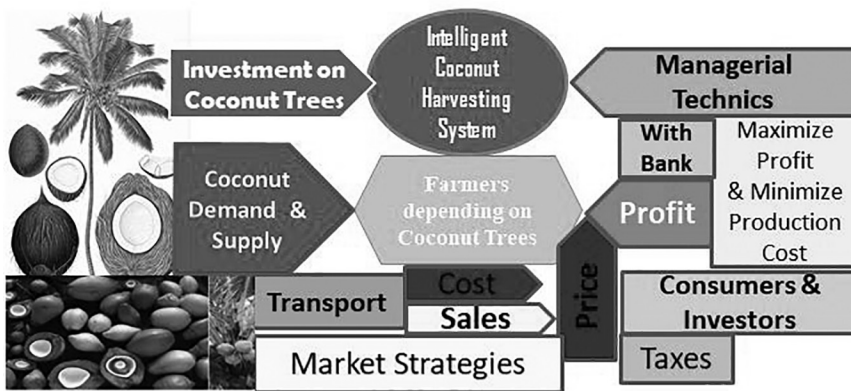 Investment on
Coconut Trees
Intelligent
Coconut
Harvesting
System
Managerial
Technics
Coconut
Demand &
Supply
Farmers
depending on
Coconut Trees
With
Bank
Profit
Maximize
Profit
& Minimize
Production
Cost
Transport
Cost
Sales
Price
Consumers &
Investors
Market Strategies
Taxes